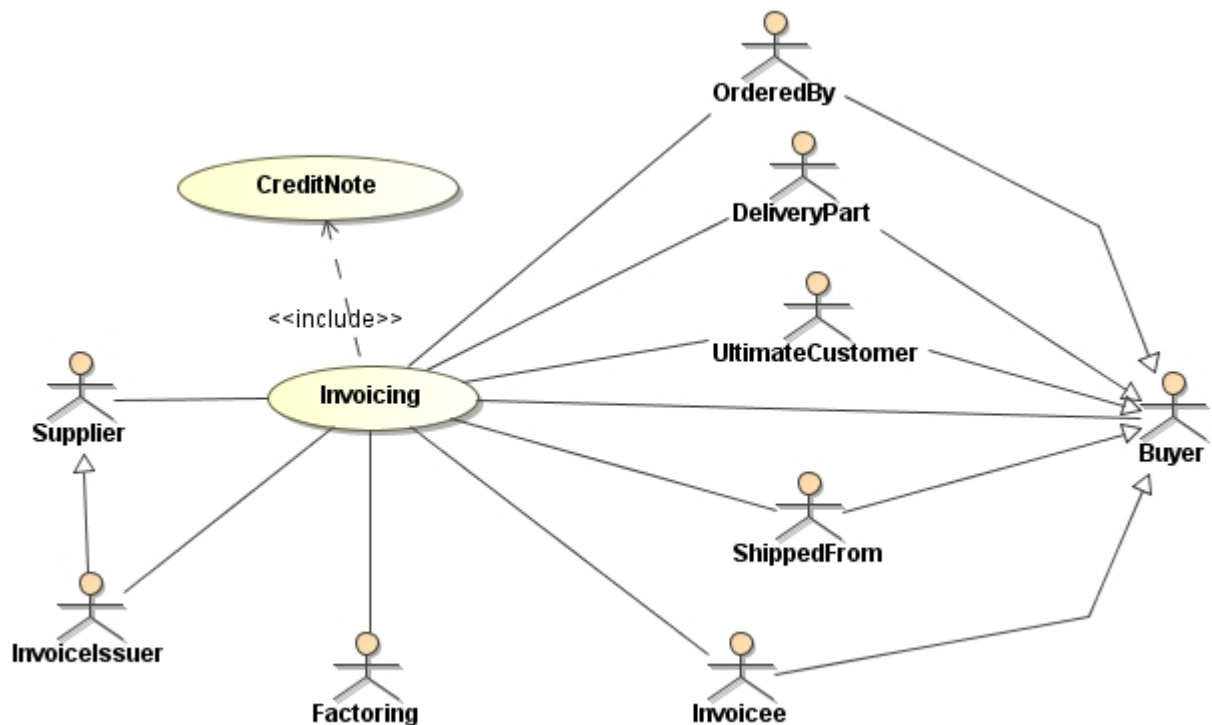 OrderedBy
CreditNote
DeliveryPart
<<include>>
UltimateCustomer
Invoicing
Supplier
Buyer
ShippedFrom
InvoiceIssuer
Factoring
Invoicee